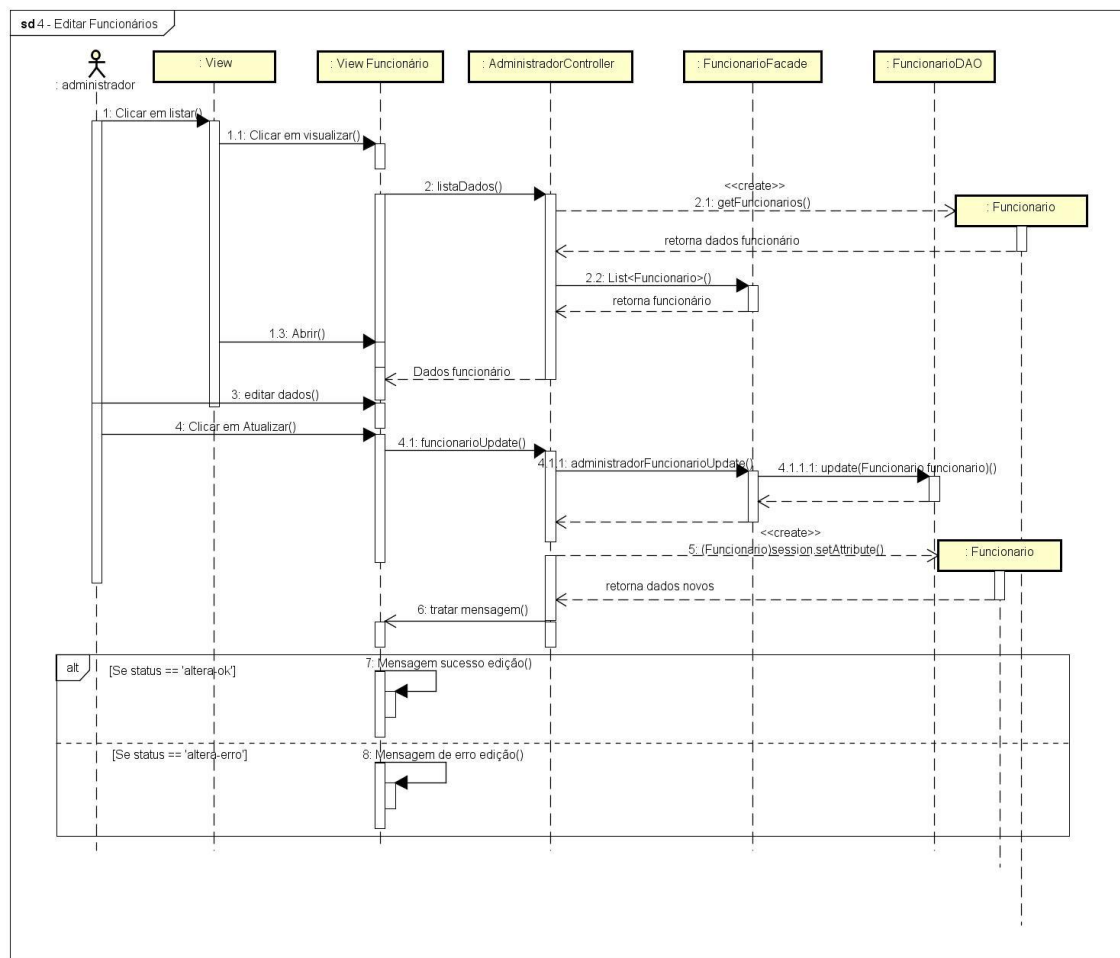 sd 4 - Editar Funcionários
: administrador
: View
: View Funcionário
: AdministradorController
: FuncionarioFacade
: FuncionarioDAO
1: Clicar em listar()
1.1: Clicar em visualizar()
2: listaDados()
<<create>>
2.1: getFuncionarios()
: Funcionario
retorna dados funcionário
2.2: List<Funcionario>()
retorna funcionário
1.3: Abrir()
Dados funcionário
3: editar dados()
4: Clicar em Atualizar()
4.1: funcionarioUpdate()
4.1.1: administradorFuncionarioUpdate()
4.1.1.1: update(Funcionario funcionario)()
<<create>>
5: (Funcionario)session.setAttribute()
: Funcionario
retorna dados novos
6: tratar mensagem()
alt
[Se status == 'altera-ok']
7: Mensagem sucesso edição()
[Se status == 'altera-erro']
8: Mensagem de erro edição()